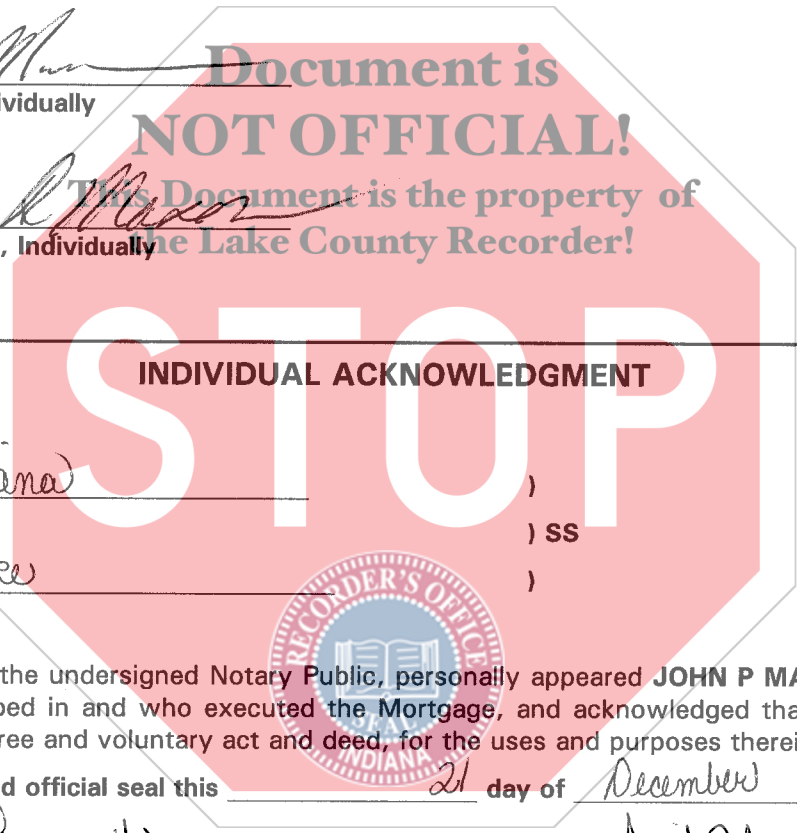 Document is
ividually
NOT OFFICIAL!
This Document is the property of
, Individually the Lake County Recorder!
STOP
INDIVIDUAL ACKNOWLEDGMENT
ana )
) SS
)
RECORDER'S OFFICE
SEAL
INDIANA
the undersigned Notary Public, personally appeared JOHN P MA
bed in and who executed the Mortgage, and acknowledged tha
ree and voluntary act and deed, for the uses and purposes therei
d official seal this 21 day of December